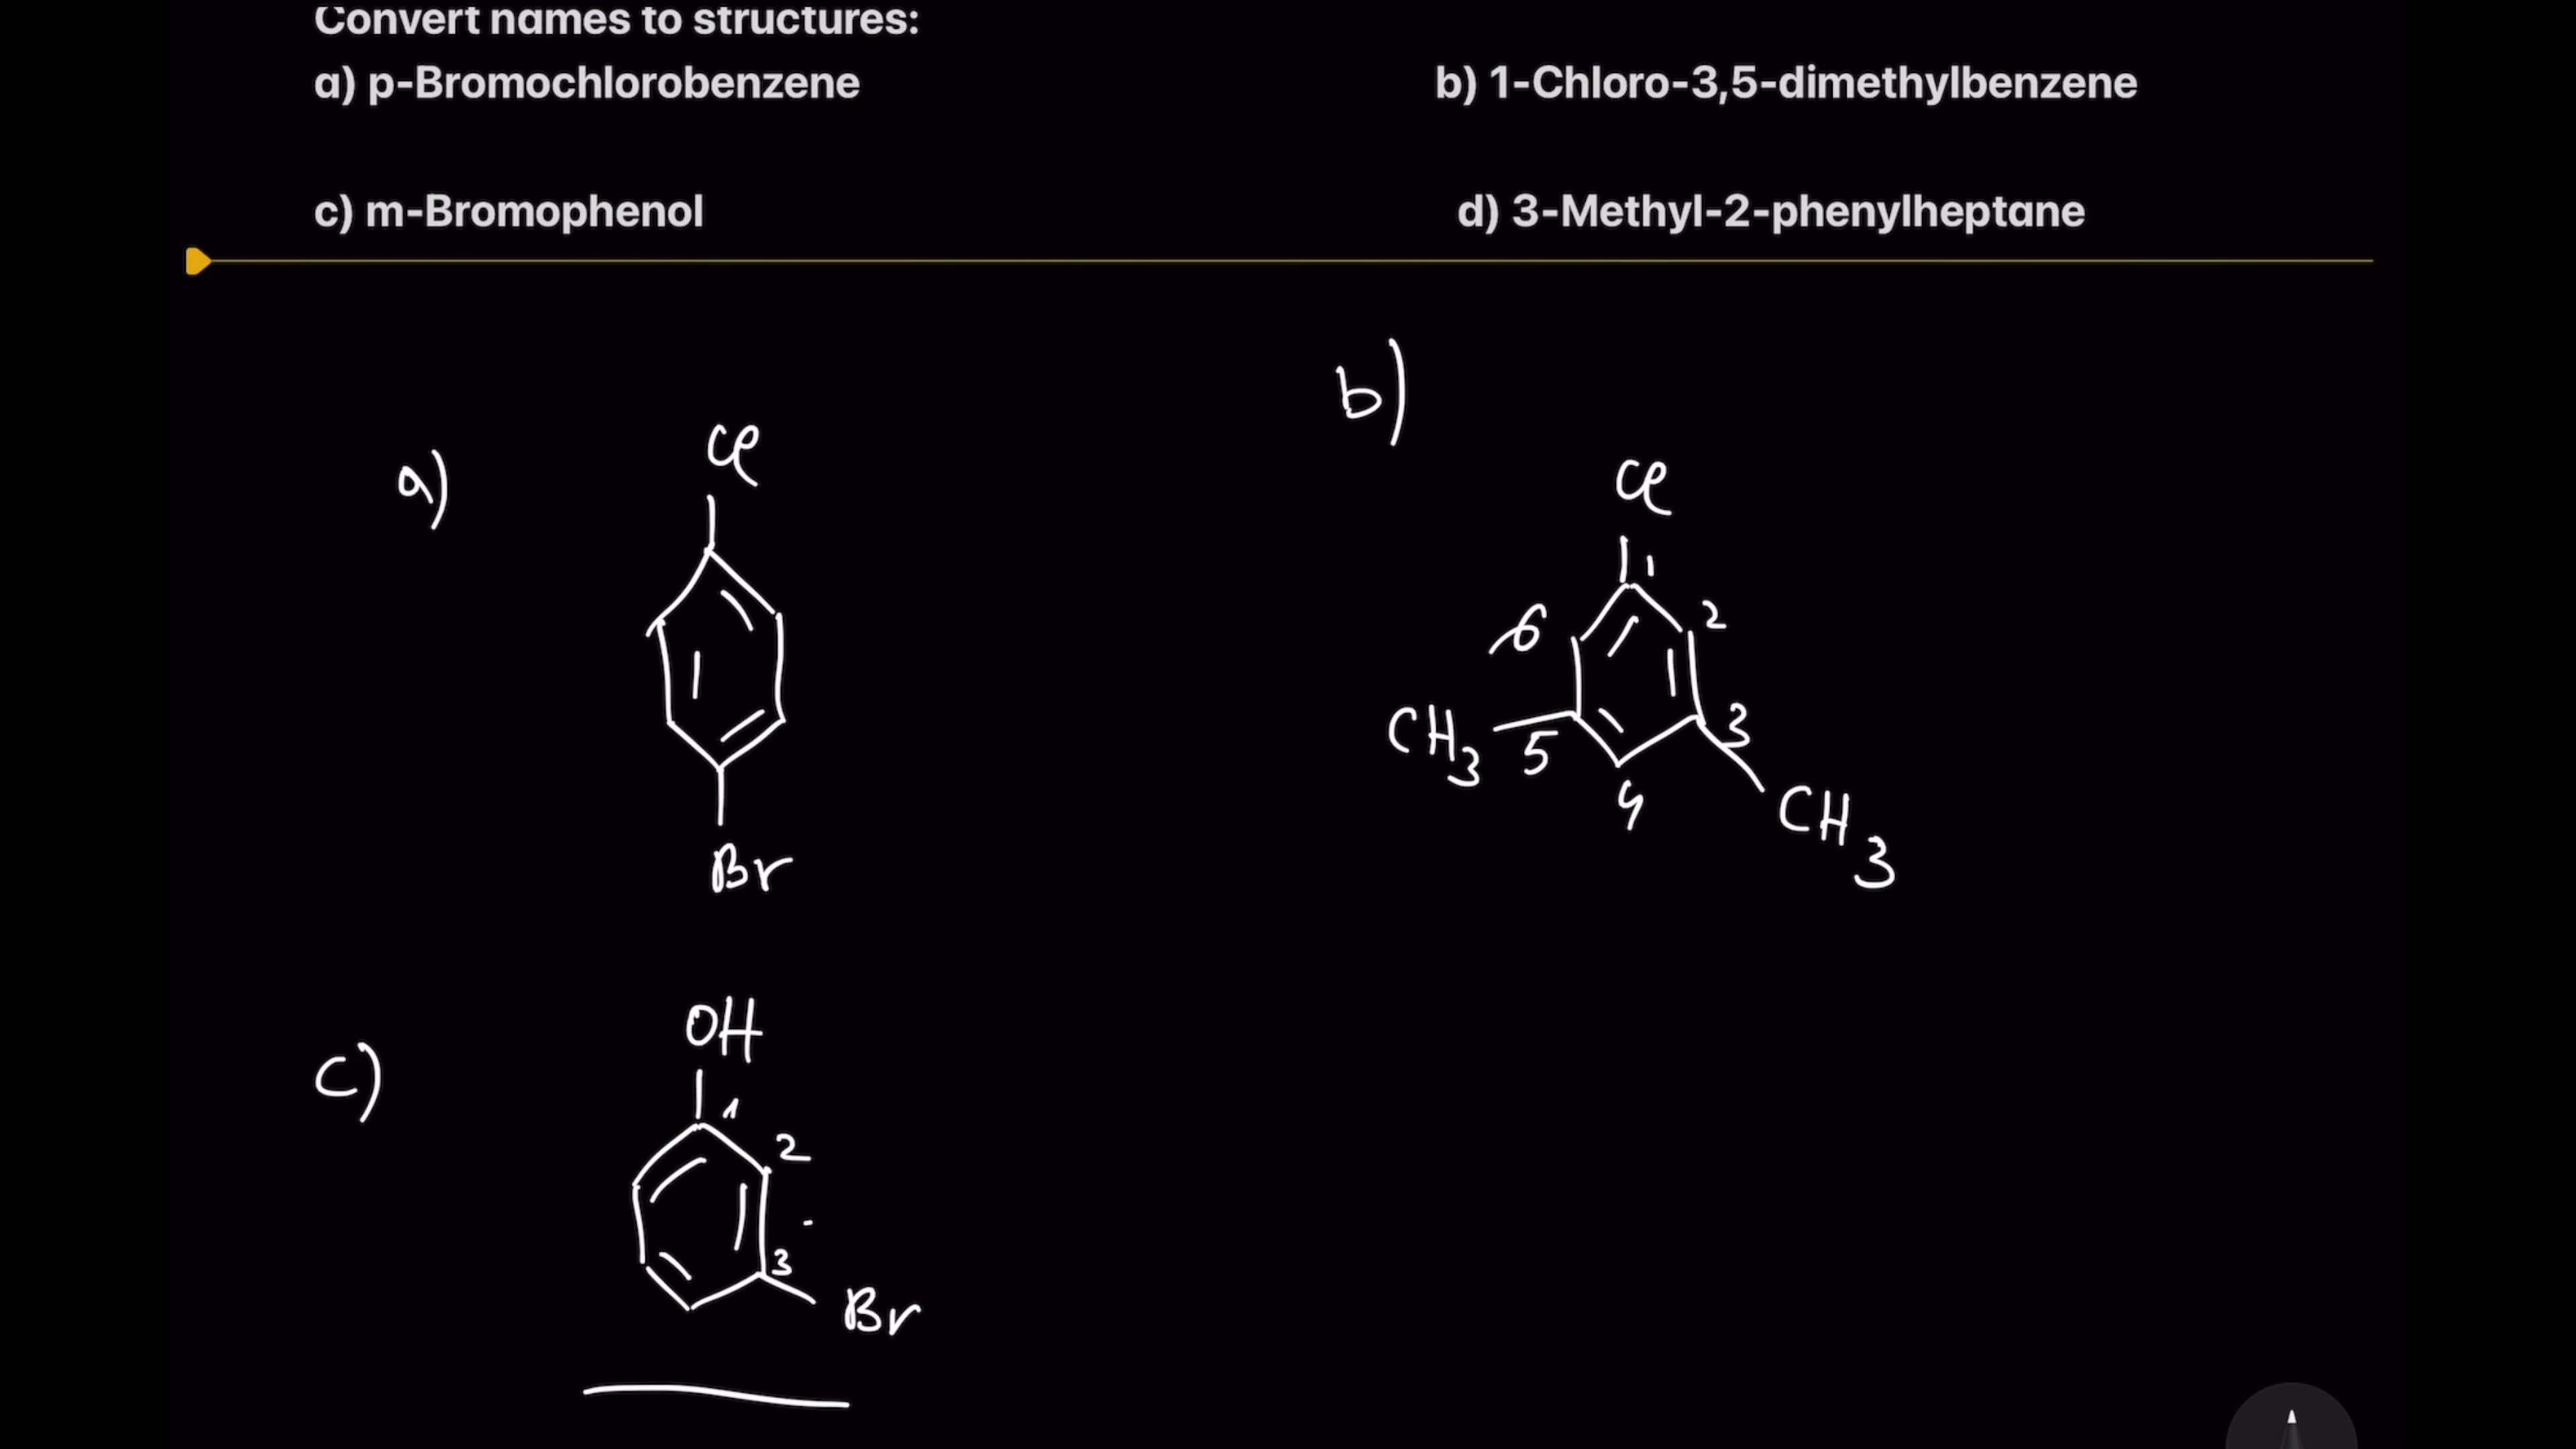 Convert names to structures:
a) p-Bromochlorobenzene
b) 1-Chloro-3,5-dimethylbenzene
c) m-Bromophenol
d) 3-Methyl-2-phenylheptane
a)
Cl
Br
b)
Cl
1
2
3
4
5
6
CH3
CH3
c)
OH
1
2
3
Br